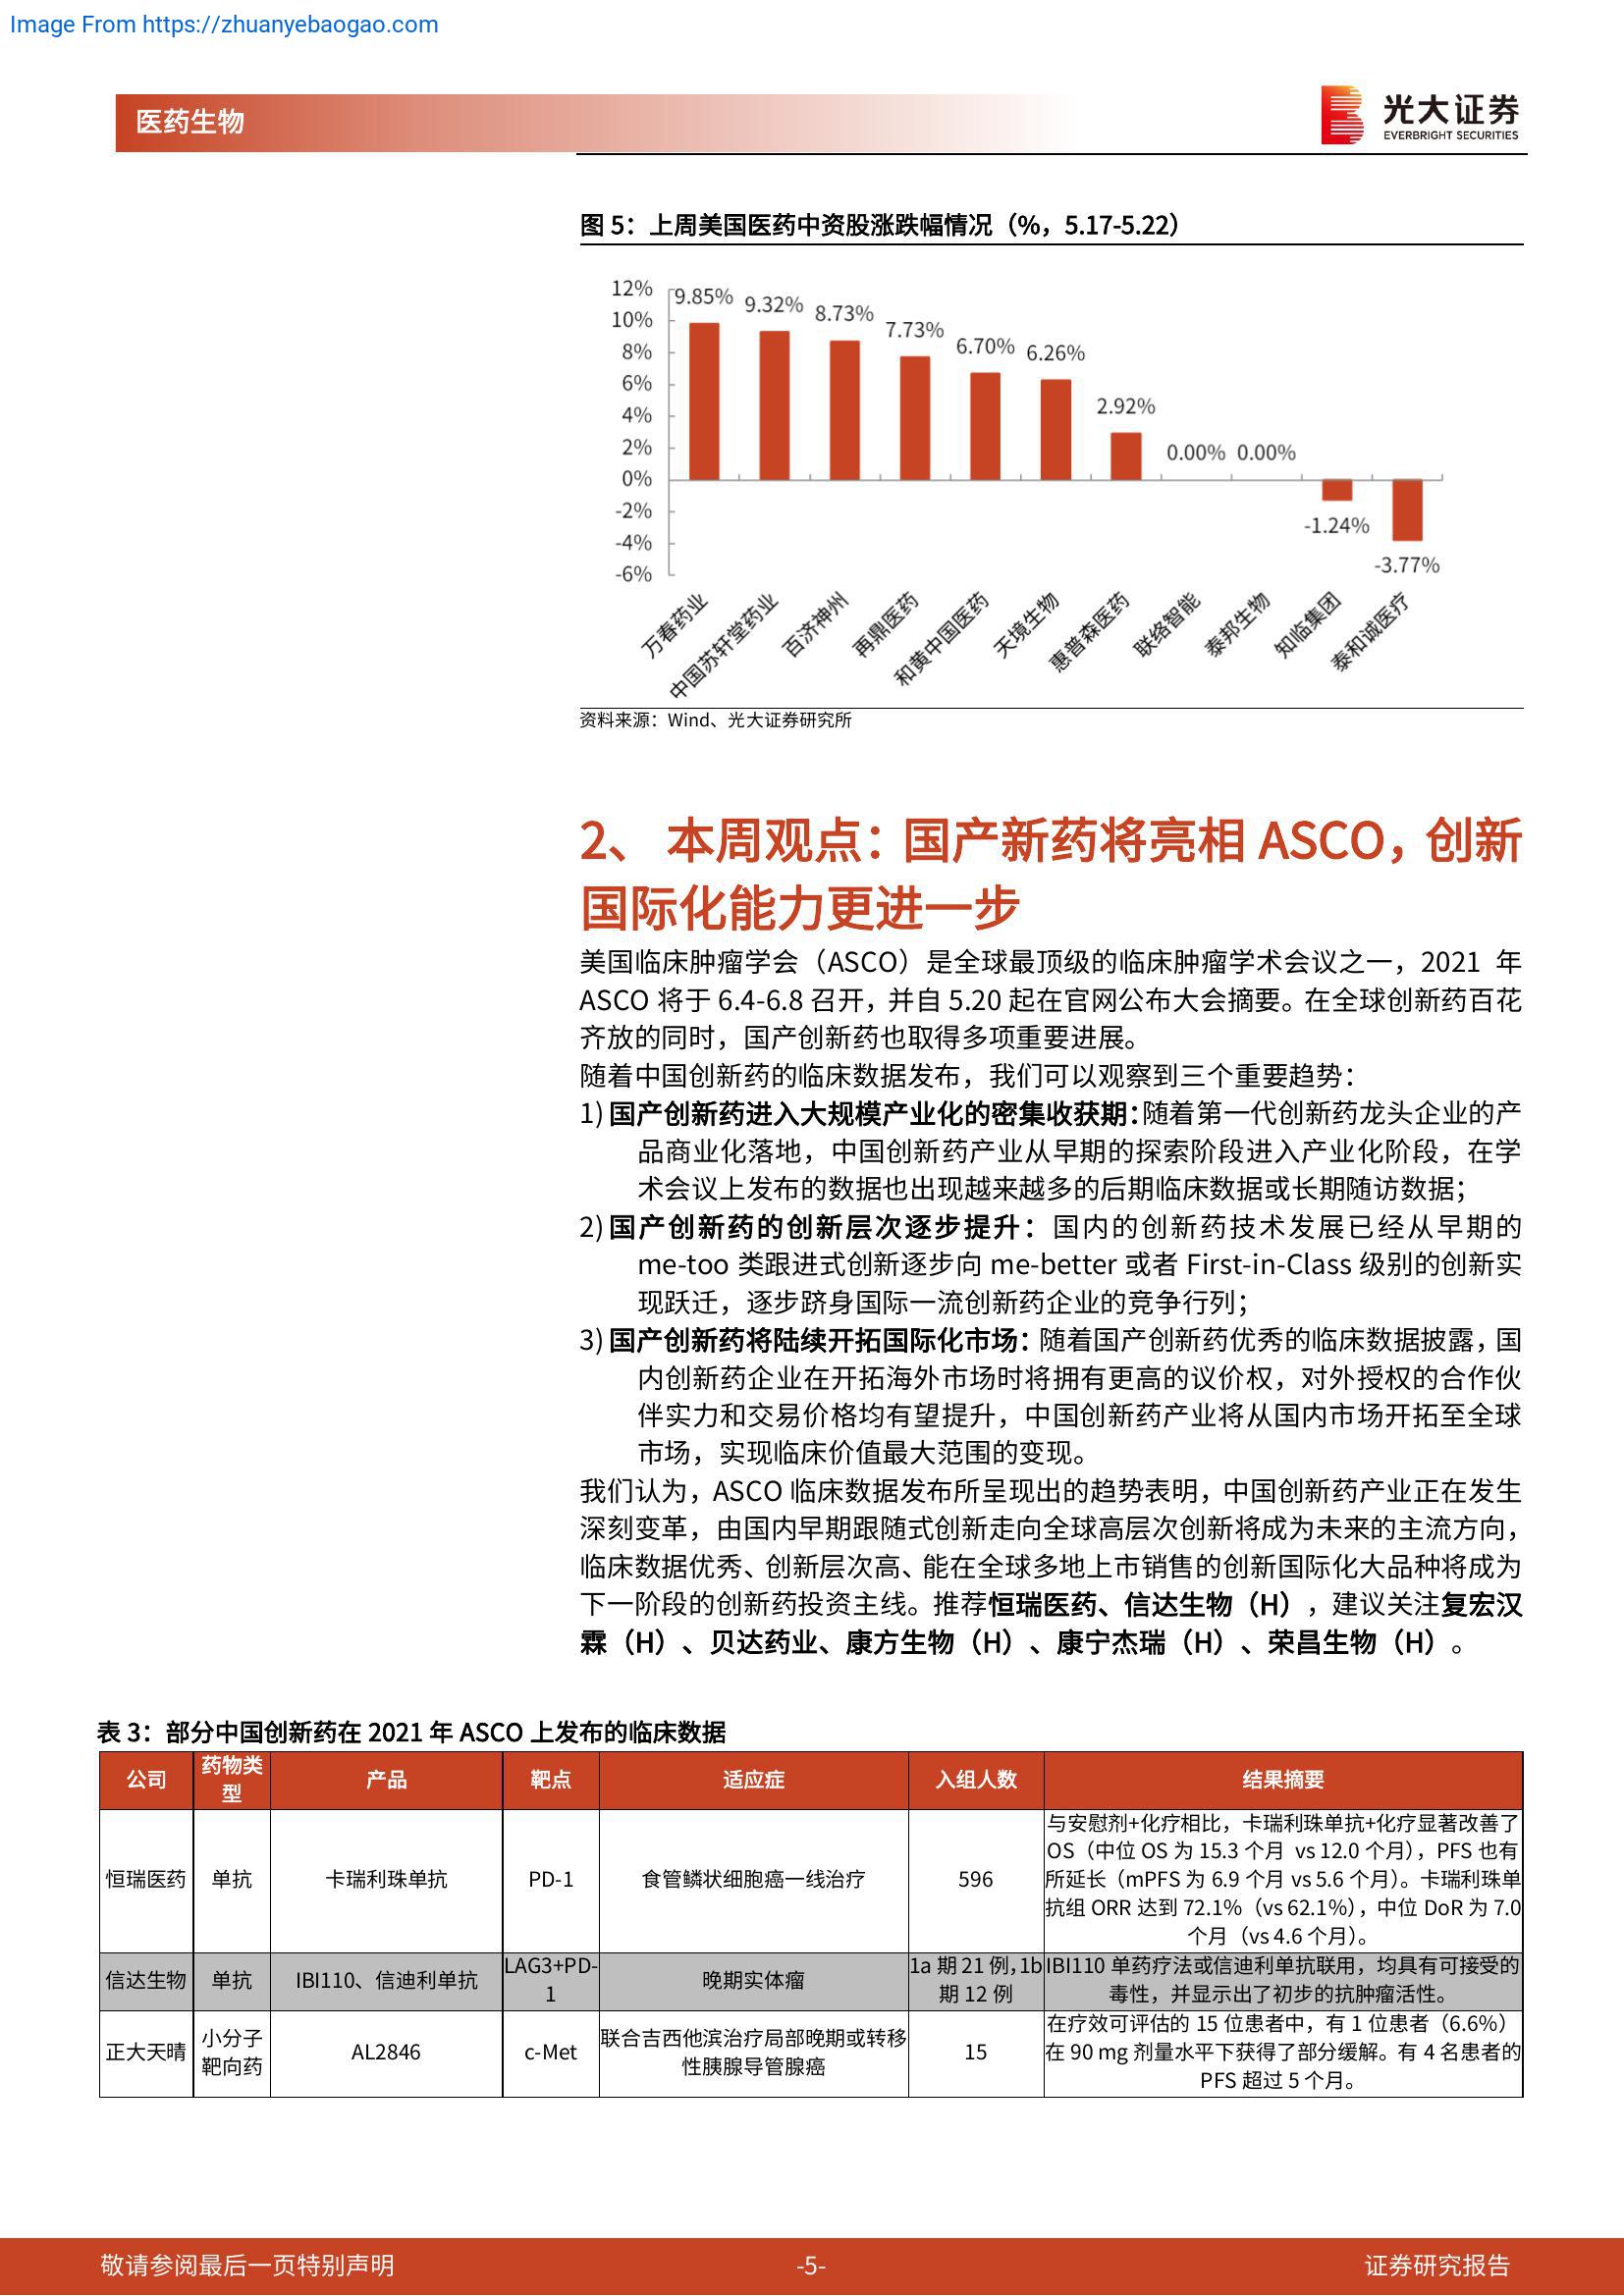 Image From https://zhuanyebaogao.com
医药生物
光大证券
EVERBRIGHT SECURITIES
图 5：上周美国医药中资股涨跌幅情况（%，5.17-5.22）
12%
10%
8%
6%
4%
2%
0%
-2%
-4%
-6%
9.85%
9.32%
8.73%
7.73%
6.70%
6.26%
2.92%
0.00%
0.00%
-1.24%
-3.77%
万春药业
中国苏轩堂药业
百济神州
再鼎医药
和黄中国医药
天境生物
惠普森医药
联络智能
泰邦生物
知临集团
泰和诚医疗
资料来源：Wind、光大证券研究所
2、 本周观点：国产新药将亮相 ASCO，创新
国际化能力更进一步
美国临床肿瘤学会（ASCO）是全球最顶级的临床肿瘤学术会议之一，2021 年
ASCO 将于 6.4-6.8 召开，并自 5.20 起在官网公布大会摘要。在全球创新药百花
齐放的同时，国产创新药也取得多项重要进展。
随着中国创新药的临床数据发布，我们可以观察到三个重要趋势：
1) 国产创新药进入大规模产业化的密集收获期：随着第一代创新药龙头企业的产
品商业化落地，中国创新药产业从早期的探索阶段进入产业化阶段，在学
术会议上发布的数据也出现越来越多的后期临床数据或长期随访数据；
2) 国产创新药的创新层次逐步提升：国内的创新药技术发展已经从早期的
me-too 类跟进式创新逐步向 me-better 或者 First-in-Class 级别的创新实
现跃迁，逐步跻身国际一流创新药企业的竞争行列；
3) 国产创新药将陆续开拓国际化市场：随着国产创新药优秀的临床数据披露，国
内创新药企业在开拓海外市场时将拥有更高的议价权，对外授权的合作伙
伴实力和交易价格均有望提升，中国创新药产业将从国内市场开拓至全球
市场，实现临床价值最大范围的变现。
我们认为，ASCO 临床数据发布所呈现出的趋势表明，中国创新药产业正在发生
深刻变革，由国内早期跟随式创新走向全球高层次创新将成为未来的主流方向，
临床数据优秀、创新层次高、能在全球多地上市销售的创新国际化大品种将成为
下一阶段的创新药投资主线。推荐恒瑞医药、信达生物（H），建议关注复宏汉
霖（H）、贝达药业、康方生物（H）、康宁杰瑞（H）、荣昌生物（H）。
表 3：部分中国创新药在 2021 年 ASCO 上发布的临床数据
公司
药物类
型
产品
靶点
适应症
入组人数
结果摘要
恒瑞医药
单抗
卡瑞利珠单抗
PD-1
食管鳞状细胞癌一线治疗
596
与安慰剂+化疗相比，卡瑞利珠单抗+化疗显著改善了
OS（中位 OS 为 15.3 个月 vs 12.0 个月），PFS 也有
所延长（mPFS 为 6.9 个月 vs 5.6 个月）。卡瑞利珠单
抗组 ORR 达到 72.1%（vs 62.1%），中位 DoR 为 7.0
个月（vs 4.6 个月）。
信达生物
单抗
IBI110、信迪利单抗
LAG3+PD-
1
晚期实体瘤
1a 期 21 例，1b
期 12 例
IBI110 单药疗法或信迪利单抗联用，均具有可接受的
毒性，并显示出了初步的抗肿瘤活性。
正大天晴
小分子
靶向药
AL2846
c-Met
联合吉西他滨治疗局部晚期或转移
性胰腺导管腺癌
15
在疗效可评估的 15 位患者中，有 1 位患者（6.6%）
在 90 mg 剂量水平下获得了部分缓解。有 4 名患者的
PFS 超过 5 个月。
敬请参阅最后一页特别声明
-5-
证券研究报告